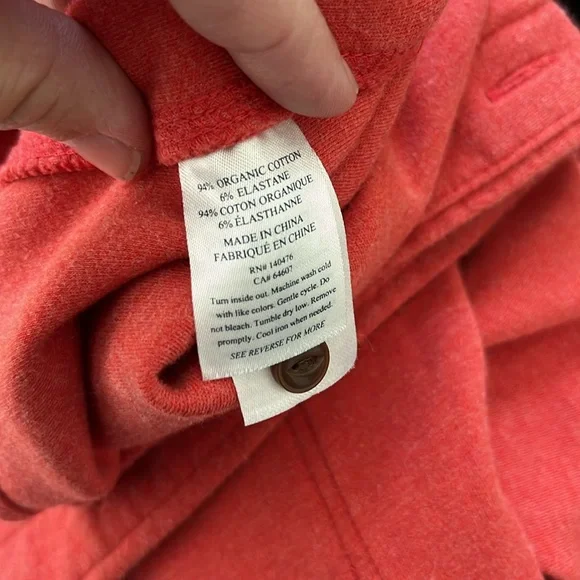 94% ORGANIC COTTON
6% ELASTANE
94% COTON ORGANIQUE
6% ÉLASTHANNE
MADE IN CHINA
FABRIQUÉ EN CHINE
RN# 140476
CA# 64607
Turn inside out. Machine wash cold
with like colors. Gentle cycle. Do
not bleach. Tumble dry low. Remove
promptly. Cool iron when needed.
SEE REVERSE FOR MORE